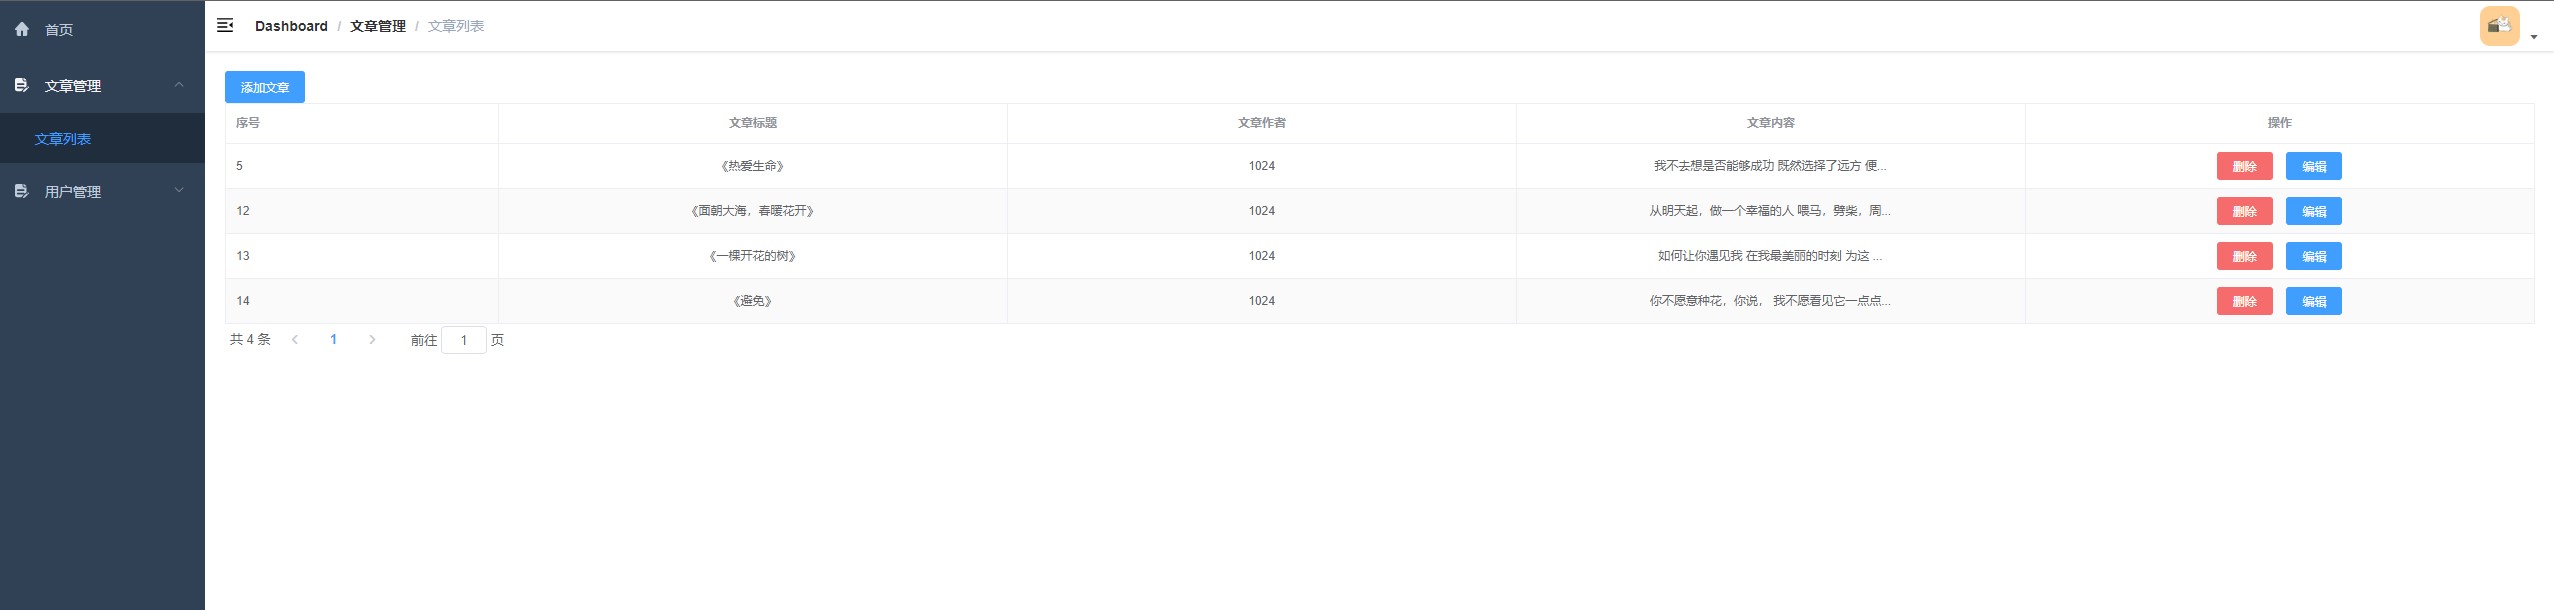 首页
文章管理
文章列表
用户管理
Dashboard / 文章管理 / 文章列表
添加文章
序号 文章标题 文章作者 文章内容 操作
5 《热爱生命》 1024 我不去想是否能够成功 既然选择了远方 便... 删除 编辑
12 《面朝大海，春暖花开》 1024 从明天起，做一个幸福的人 喂马，劈柴，周... 删除 编辑
13 《一棵开花的树》 1024 如何让你遇见我 在我最美丽的时刻 为这 ... 删除 编辑
14 《避免》 1024 你不愿意种花，你说， 我不愿看见它一点点... 删除 编辑
共 4 条 1 前往 1 页